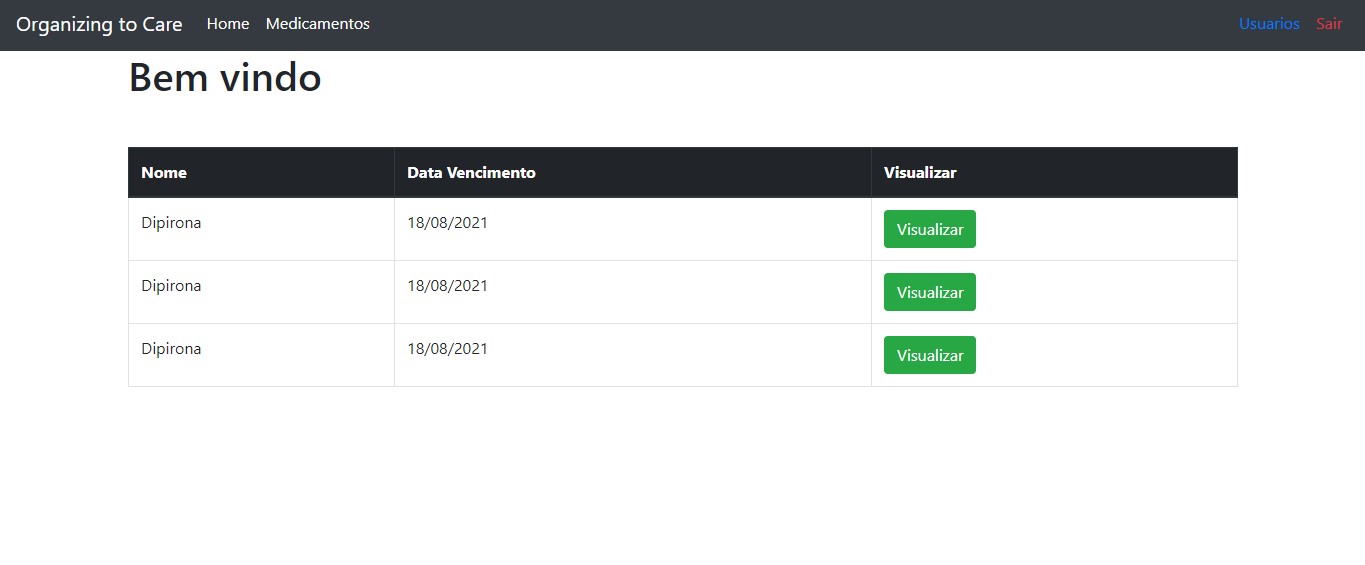 Organizing to Care Home Medicamentos Usuarios Sair
Bem vindo
Nome Data Vencimento Visualizar
Dipirona 18/08/2021 Visualizar
Dipirona 18/08/2021 Visualizar
Dipirona 18/08/2021 Visualizar